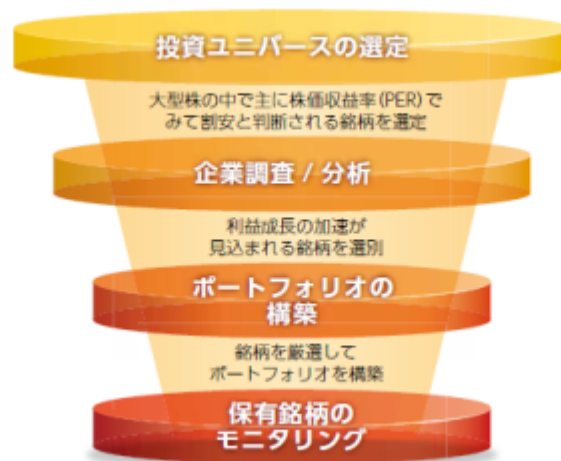 投資ユニバースの選定
大型株の中で主に株価収益率(PER)で
みて割安と判断される銘柄を選定
企業調査 / 分析
利益成長の加速が
見込まれる銘柄を選別
ポートフォリオの
構築
銘柄を厳選して
ポートフォリオを構築
保有銘柄の
モニタリング